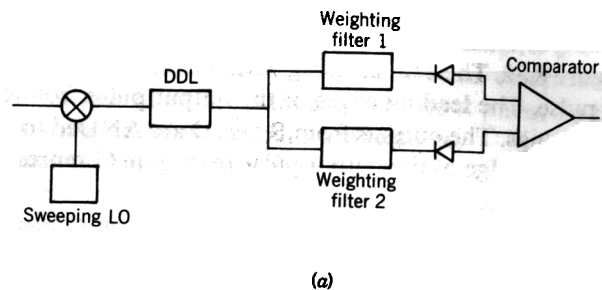 Weighting
filter 1
DDL
Comparator
Weighting
filter 2
Sweeping LO
(a)